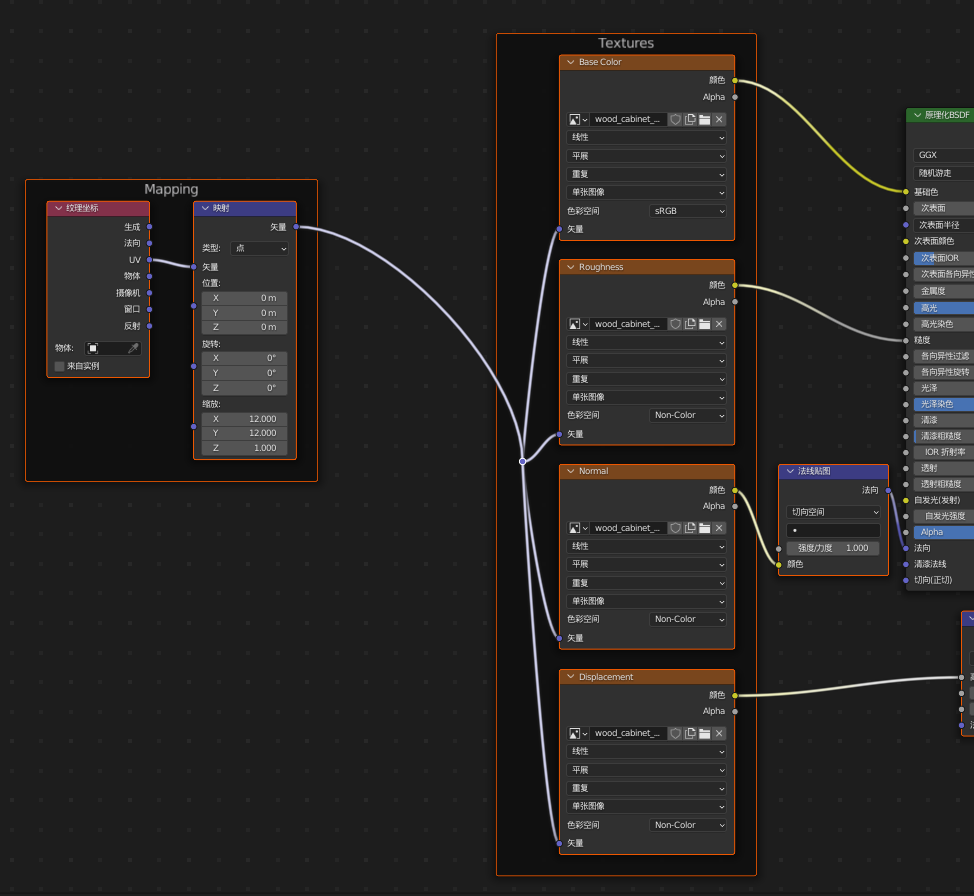 Mapping
纹理坐标
生成
法向
UV
物体
摄像机
窗口
反射
物体:
来自实例
映射
矢量
类型: 点
矢量
位置:
X 0 m
Y 0 m
Z 0 m
旋转:
X 0°
Y 0°
Z 0°
缩放:
X 12.000
Y 12.000
Z 1.000
Textures
Base Color
颜色
Alpha
wood_cabinet_...
线性
平展
重复
单张图像
色彩空间 sRGB
矢量
Roughness
颜色
Alpha
wood_cabinet_...
线性
平展
重复
单张图像
色彩空间 Non-Color
矢量
Normal
颜色
Alpha
wood_cabinet_...
线性
平展
重复
单张图像
色彩空间 Non-Color
矢量
Displacement
颜色
Alpha
wood_cabinet_...
线性
平展
重复
单张图像
色彩空间 Non-Color
矢量
法线贴图
法向
切向空间
强度/力度 1.000
颜色
原理化BSDF
GGX
随机游走
基础色
次表面
次表面半径
次表面颜色
次表面IOR
次表面各向异性
金属度
高光
高光染色
糙度
各向异性过滤
各向异性旋转
光泽
光泽染色
清漆
清漆粗糙度
IOR 折射率
透射
透射粗糙度
自发光(发射)
自发光强度
Alpha
法向
清漆法线
切向(正切)